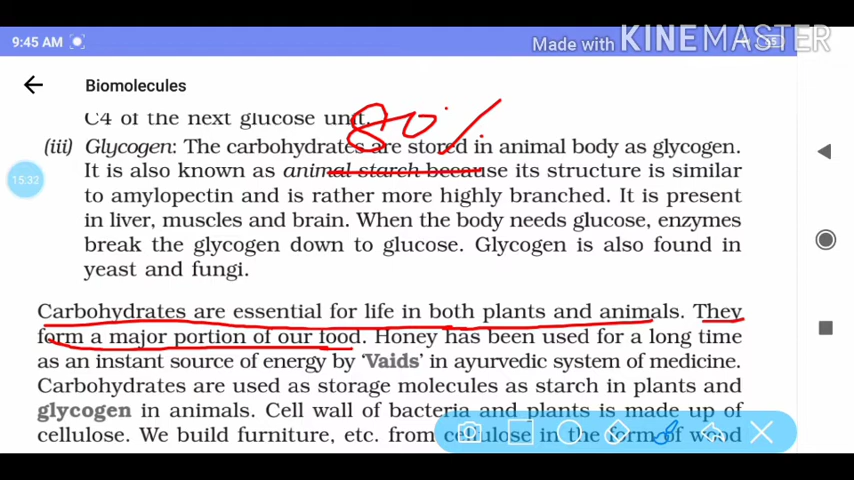 9:45 AM
Made with KINEMASTER
Biomolecules
C4 of the next glucose unit.
80%
(iii) Glycogen: The carbohydrates are stored in animal body as glycogen.
It is also known as animal starch because its structure is similar
15:32
to amylopectin and is rather more highly branched. It is present
in liver, muscles and brain. When the body needs glucose, enzymes
break the glycogen down to glucose. Glycogen is also found in
yeast and fungi.
Carbohydrates are essential for life in both plants and animals. They
form a major portion of our food. Honey has been used for a long time
as an instant source of energy by ‘Vaids’ in ayurvedic system of medicine.
Carbohydrates are used as storage molecules as starch in plants and
glycogen in animals. Cell wall of bacteria and plants is made up of
cellulose. We build furniture, etc. from cellulose in the form of wood